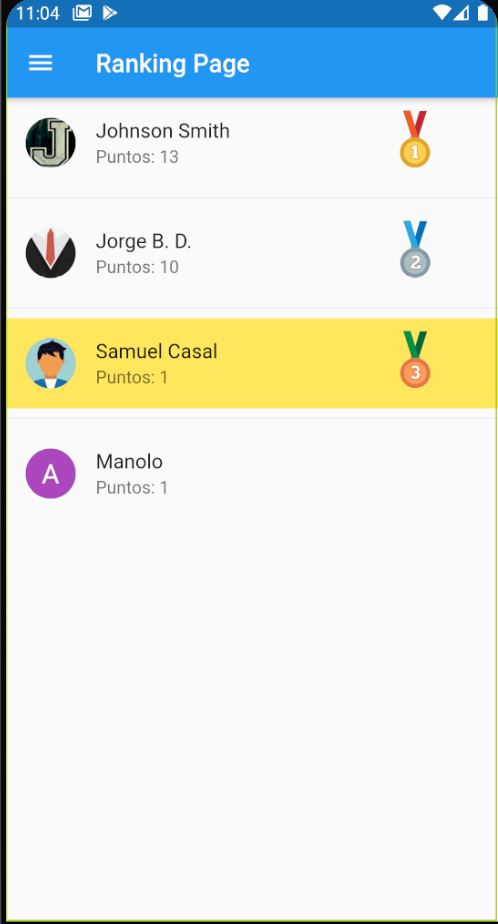 11:04
Ranking Page
J
Johnson Smith
Puntos: 13
1
Jorge B. D.
Puntos: 10
2
Samuel Casal
Puntos: 1
3
A
Manolo
Puntos: 1